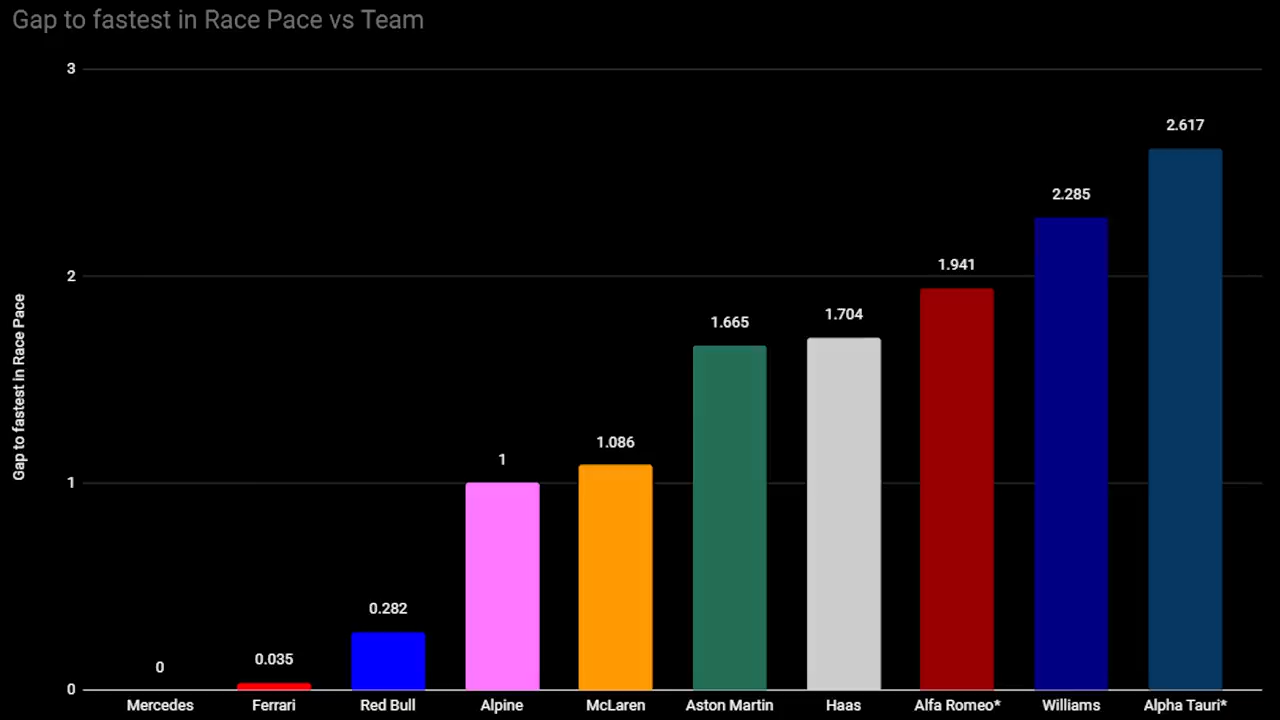 Gap to fastest in Race Pace vs Team
Gap to fastest in Race Pace
3
2
1
0
0
0.035
0.282
1
1.086
1.665
1.704
1.941
2.285
2.617
Mercedes
Ferrari
Red Bull
Alpine
McLaren
Aston Martin
Haas
Alfa Romeo*
Williams
Alpha Tauri*